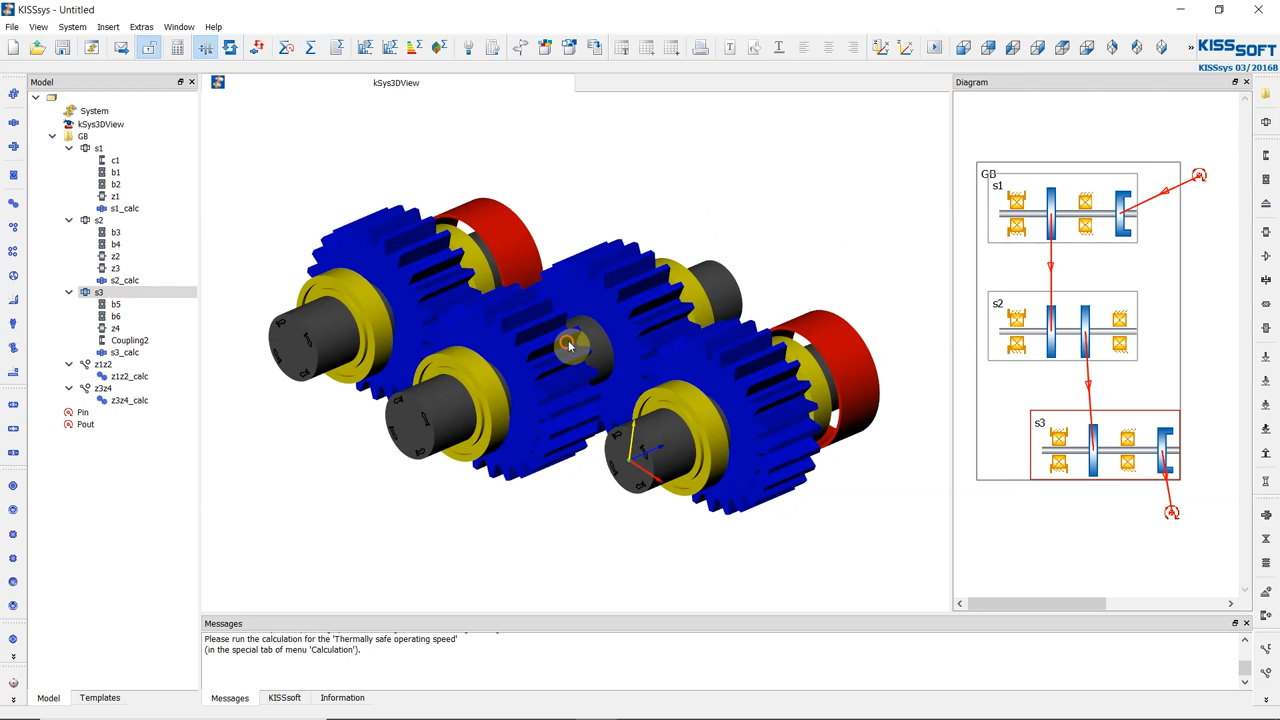 KISSsys - Untitled
File View System Insert Extras Window Help
KISSSOFT
KISSsys 03/2016B
Model
kSys3DView
Diagram
System
kSys3DView
GB
s1
c1
b1
b2
z1
s1_calc
s2
b3
b4
z2
z3
s2_calc
s3
b5
b6
z4
Coupling2
s3_calc
z1z2
z1z2_calc
z3z4
z3z4_calc
Pin
Pout
GB
s1
s2
s3
Messages
Please run the calculation for the 'Thermally safe operating speed'
(in the special tab of menu 'Calculation').
Model Templates
Messages KISSsoft Information